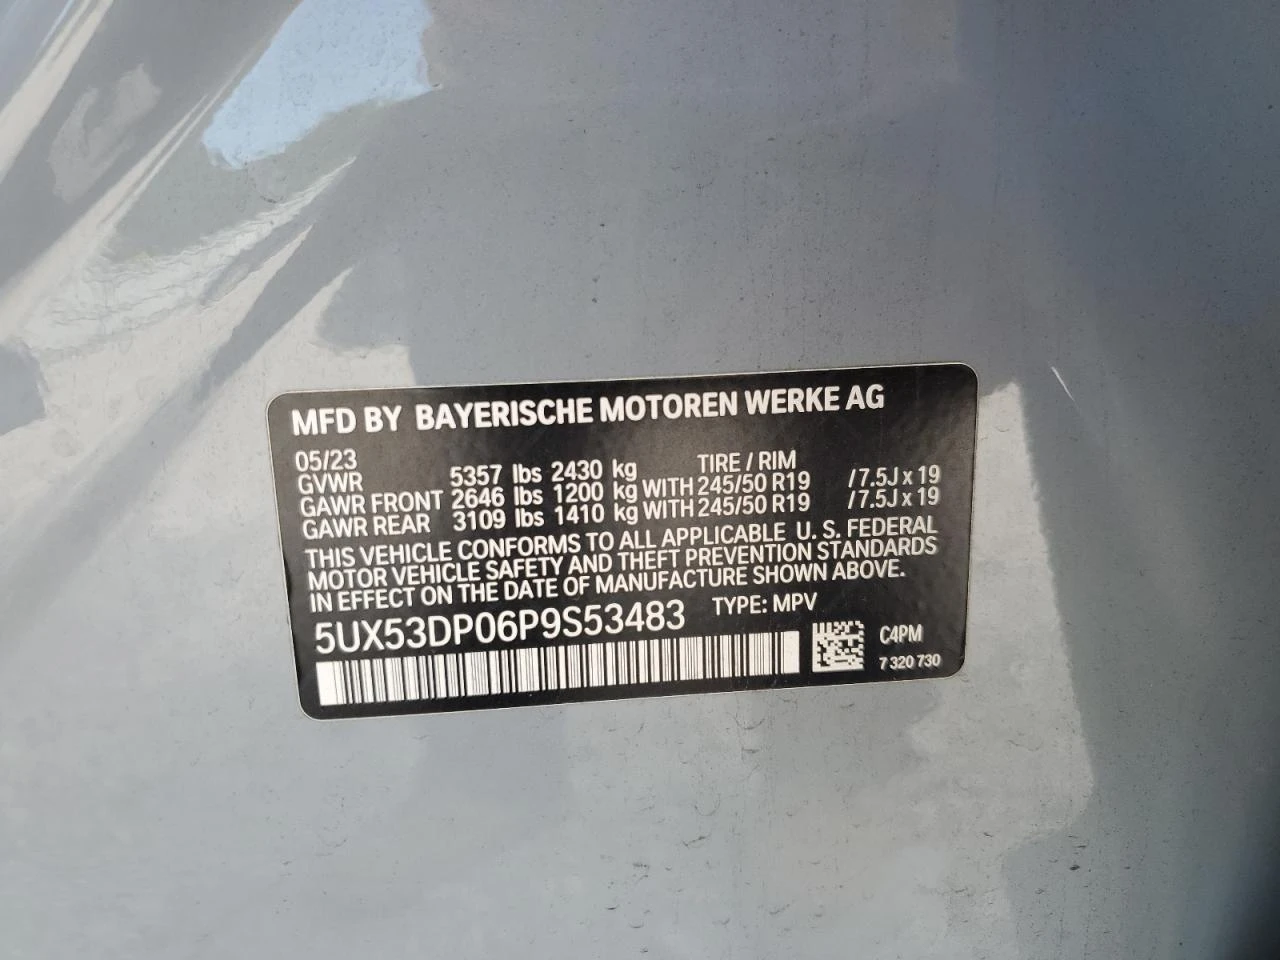 MFD BY BAYERISCHE MOTOREN WERKE AG
05/23 TIRE / RIM
GVWR 5357 lbs 2430 kg
GAWR FRONT 2646 lbs 1200 kg WITH 245/50 R19 / 7.5J x 19
GAWR REAR 3109 lbs 1410 kg WITH 245/50 R19 / 7.5J x 19
THIS VEHICLE CONFORMS TO ALL APPLICABLE U. S. FEDERAL
MOTOR VEHICLE SAFETY AND THEFT PREVENTION STANDARDS
IN EFFECT ON THE DATE OF MANUFACTURE SHOWN ABOVE.
5UX53DP06P9S53483 TYPE: MPV
C4PM
7 320 730